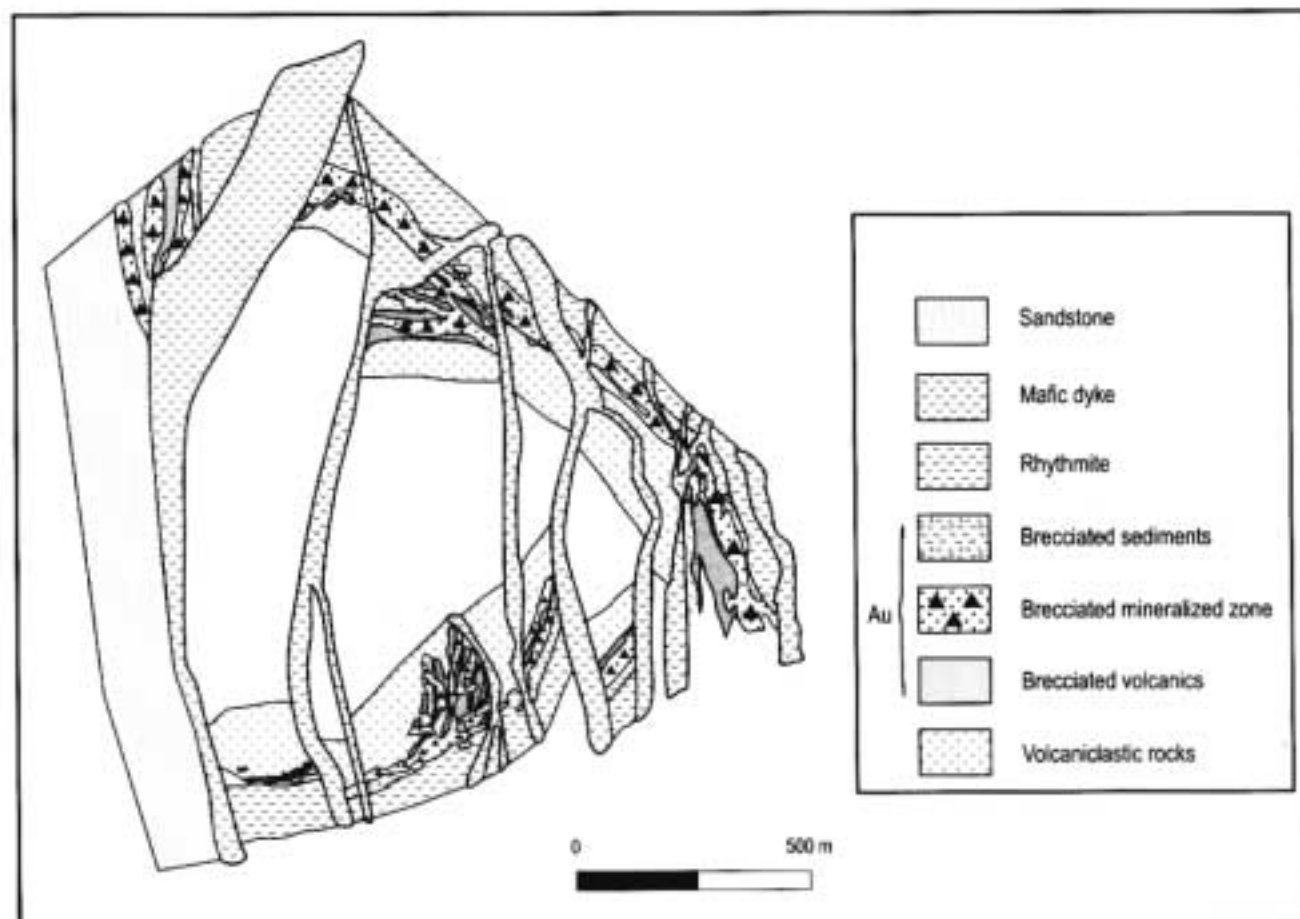 Sandstone
Mafic dyke
Rhythmite
Brecciated sediments
Au
Brecciated mineralized zone
Brecciated volcanics
Volcaniclastic rocks
0
500 m